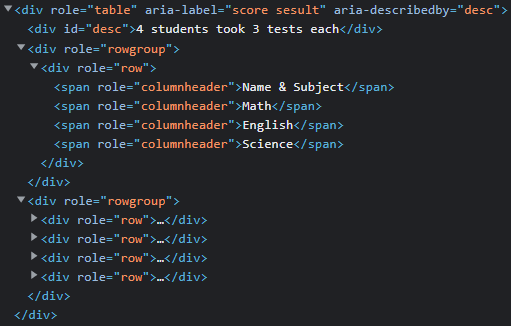 <div role="table" aria-label="score sesult" aria-describedby="desc">
<div id="desc">4 students took 3 tests each</div>
<div role="rowgroup">
<div role="row">
<span role="columnheader">Name & Subject</span>
<span role="columnheader">Math</span>
<span role="columnheader">English</span>
<span role="columnheader">Science</span>
</div>
</div>
<div role="rowgroup">
<div role="row">…</div>
<div role="row">…</div>
<div role="row">…</div>
<div role="row">…</div>
</div>
</div>